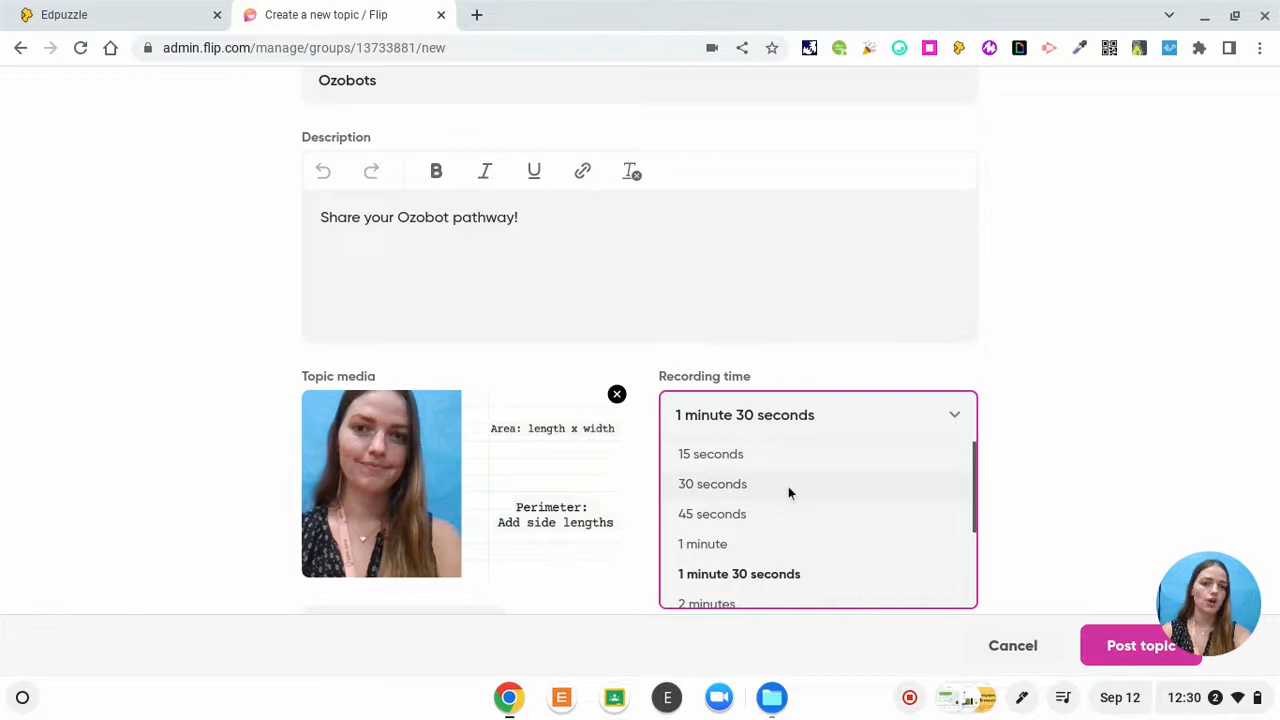 Edpuzzle
Create a new topic / Flip
admin.flip.com/manage/groups/13733881/new
Ozobots
Description
B I U
Share your Ozobot pathway!
Topic media
Recording time
Area: length x width
Perimeter:
Add side lengths
1 minute 30 seconds
15 seconds
30 seconds
45 seconds
1 minute
1 minute 30 seconds
2 minutes
Cancel
Post topic
Sep 12
12:30
2